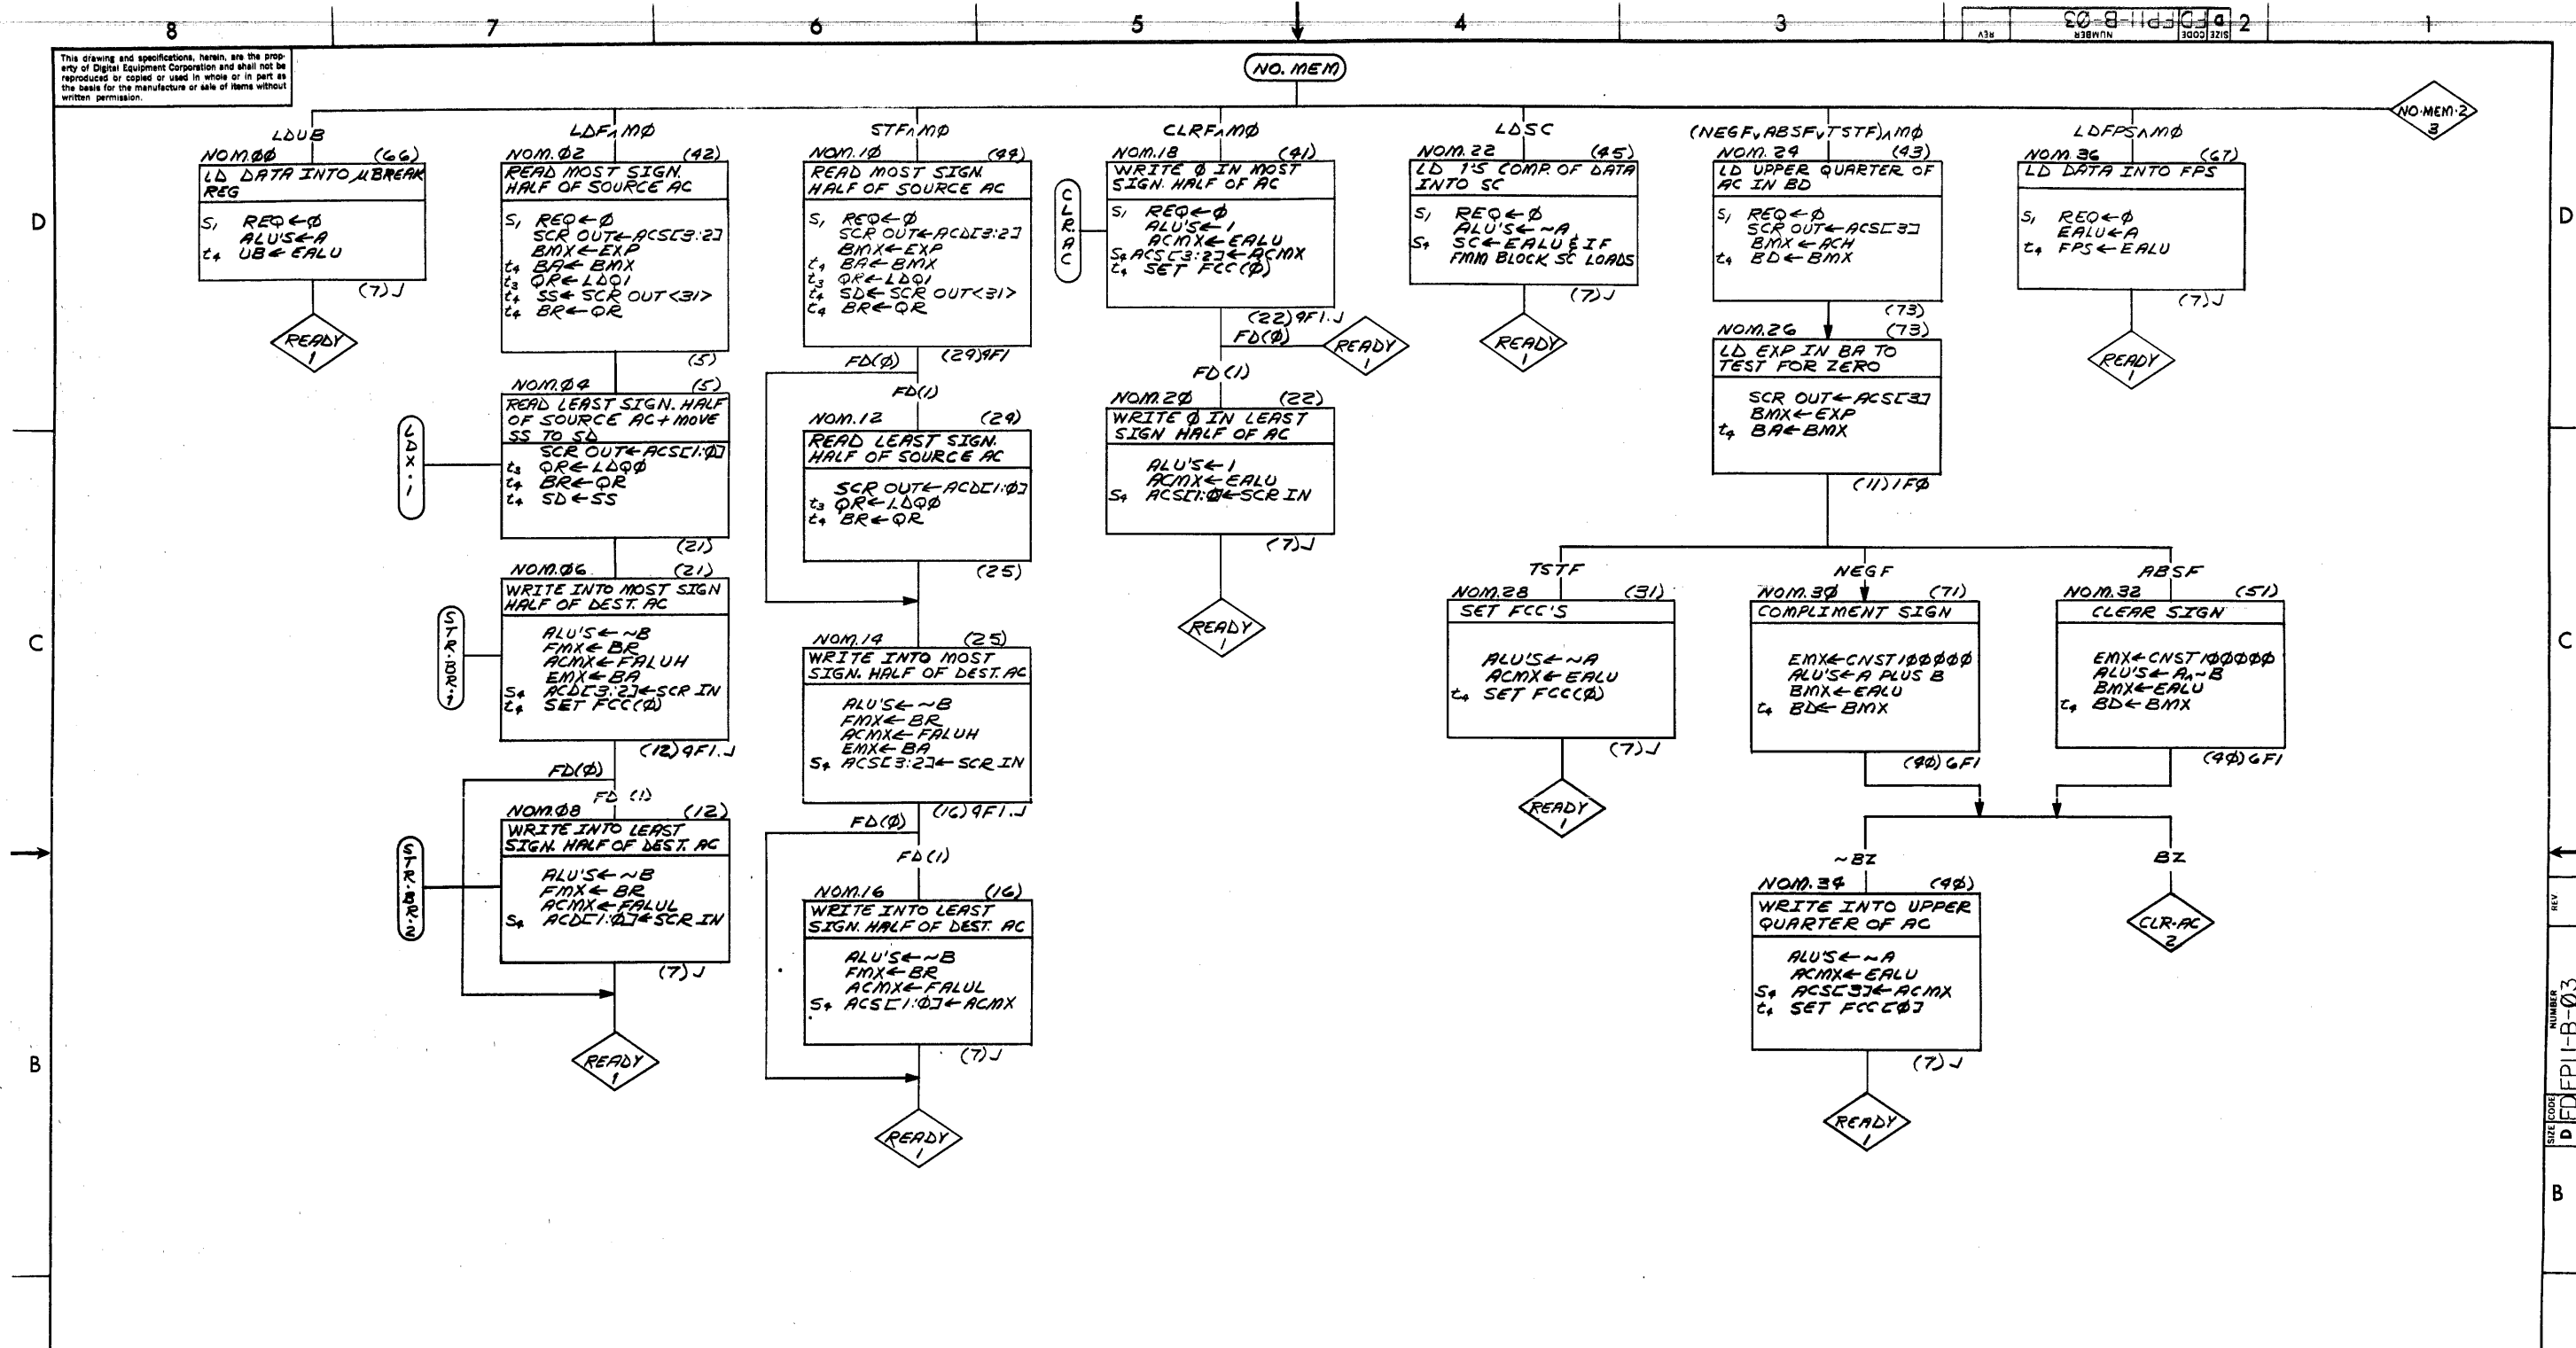 8 7 6 5 4 3 2 1
SIZE CODE NUMBER REV
D FD FP11-B-03
This drawing and specifications, herein, are the prop-
erty of Digital Equipment Corporation and shall not be
reproduced or copied or used in whole or in part as
the basis for the manufacture or sale of items without
written permission.
NO. MEM
NO.MEM.2
3
LDUB
NOM.00 (66)
LD DATA INTO µBREAK
REG
S1 REQ←Ø
ALU'S←A
t4 UB←EALU
(7)J
READY
1
LDF∧MØ
NOM.Ø2 (42)
READ MOST SIGN.
HALF OF SOURCE AC
S1 REQ←Ø
SCR OUT←ACS[3:2]
BMX←EXP
t4 BA←BMX
t3 QR←LDQ1
t4 SS←SCR OUT<31>
t4 BR←QR
(5)
NOM.Ø4 (5)
READ LEAST SIGN. HALF
OF SOURCE AC+MOVE
SS TO SD
SCR OUT←ACS[1:Ø]
t3 QR←LDQØ
t4 BR←QR
t4 SD←SS
(21)
LDX.1
NOM.Ø6 (21)
WRITE INTO MOST SIGN
HALF OF DEST. AC
ALU'S←~B
FMX←BR
ACMX←FALUH
EMX←BA
S4 ACD[3:2]←SCR IN
t4 SET FCC(Ø)
(12)4F1.J
STR.BR.1
FD(Ø)
FD (1)
NOM.Ø8 (12)
WRITE INTO LEAST
SIGN. HALF OF DEST. AC
ALU'S←~B
FMX←BR
ACMX←FALUL
S4 ACD[1:Ø]←SCR IN
(7)J
STR.BR.2
READY
1
STF∧MØ
NOM.1Ø (44)
READ MOST SIGN.
HALF OF SOURCE AC
S1 REQ←Ø
SCR OUT←ACD[3:2]
BMX←EXP
t4 BA←BMX
t3 QR←LDQ1
t4 SD←SCR OUT<31>
t4 BR←QR
(24)4F1
FD(Ø)
FD(1)
NOM.12 (24)
READ LEAST SIGN.
HALF OF SOURCE AC
SCR OUT←ACD[1:Ø]
t3 QR←LDQØ
t4 BR←QR
(25)
NOM.14 (25)
WRITE INTO MOST
SIGN. HALF OF DEST. AC
ALU'S←~B
FMX←BR
ACMX←FALUH
EMX←BA
S4 ACS[3:2]←SCR IN
(16)4F1.J
FD(Ø)
FD(1)
NOM.16 (16)
WRITE INTO LEAST
SIGN. HALF OF DEST. AC
ALU'S←~B
FMX←BR
ACMX←FALUL
S4 ACS[1:Ø]←ACMX
(7)J
READY
1
CLRF∧MØ
NOM.18 (41)
WRITE Ø IN MOST
SIGN. HALF OF AC
S1 REQ←Ø
ALU'S←1
ACMX←EALU
S4 ACS[3:2]←ACMX
t4 SET FCC(Ø)
(22)4F1.J
CLR.AC
FD(Ø)
READY
1
FD(1)
NOM.2Ø (22)
WRITE Ø IN LEAST
SIGN HALF OF AC
ALU'S←1
ACMX←EALU
S4 ACS[1:Ø]←SCR IN
(7)J
READY
1
LDSC
NOM.22 (45)
LD 1'S COMP. OF DATA
INTO SC
S1 REQ←Ø
ALU'S←~A
S4 SC←EALU & IF
FMM BLOCK SC LOADS
(7)J
READY
1
(NEGF∨ABSF∨TSTF)∧MØ
NOM.24 (43)
LD UPPER QUARTER OF
AC IN BD
S1 REQ←Ø
SCR OUT←ACS[3]
BMX←ACH
t4 BD←BMX
(73)
NOM.26 (73)
LD EXP IN BA TO
TEST FOR ZERO
SCR OUT←ACS[3]
BMX←EXP
t4 BA←BMX
(11)1FØ
TSTF
NOM.28 (31)
SET FCC'S
ALU'S←~A
ACMX←EALU
t4 SET FCC(Ø)
(7)J
READY
1
NEGF
NOM.3Ø (71)
COMPLIMENT SIGN
EMX←CNST 1ØØØØØ
ALU'S←A PLUS B
BMX←EALU
t4 BD←BMX
(4Ø)6F1
ABSF
NOM.32 (51)
CLEAR SIGN
EMX←CNST 1ØØØØØ
ALU'S←A∧~B
BMX←EALU
t4 BD←BMX
(4Ø)6F1
~BZ
NOM.34 (4Ø)
WRITE INTO UPPER
QUARTER OF AC
ALU'S←~A
ACMX←EALU
S4 ACS[3]←ACMX
t4 SET FCC[Ø]
(7)J
READY
1
BZ
CLR.AC
2
LDFPS∧MØ
NOM.36 (67)
LD DATA INTO FPS
S1 REQ←Ø
EALU←A
t4 FPS←EALU
(7)J
READY
1
D
C
B
D
C
B
SIZE CODE NUMBER REV
D FD FP11-B-Ø3